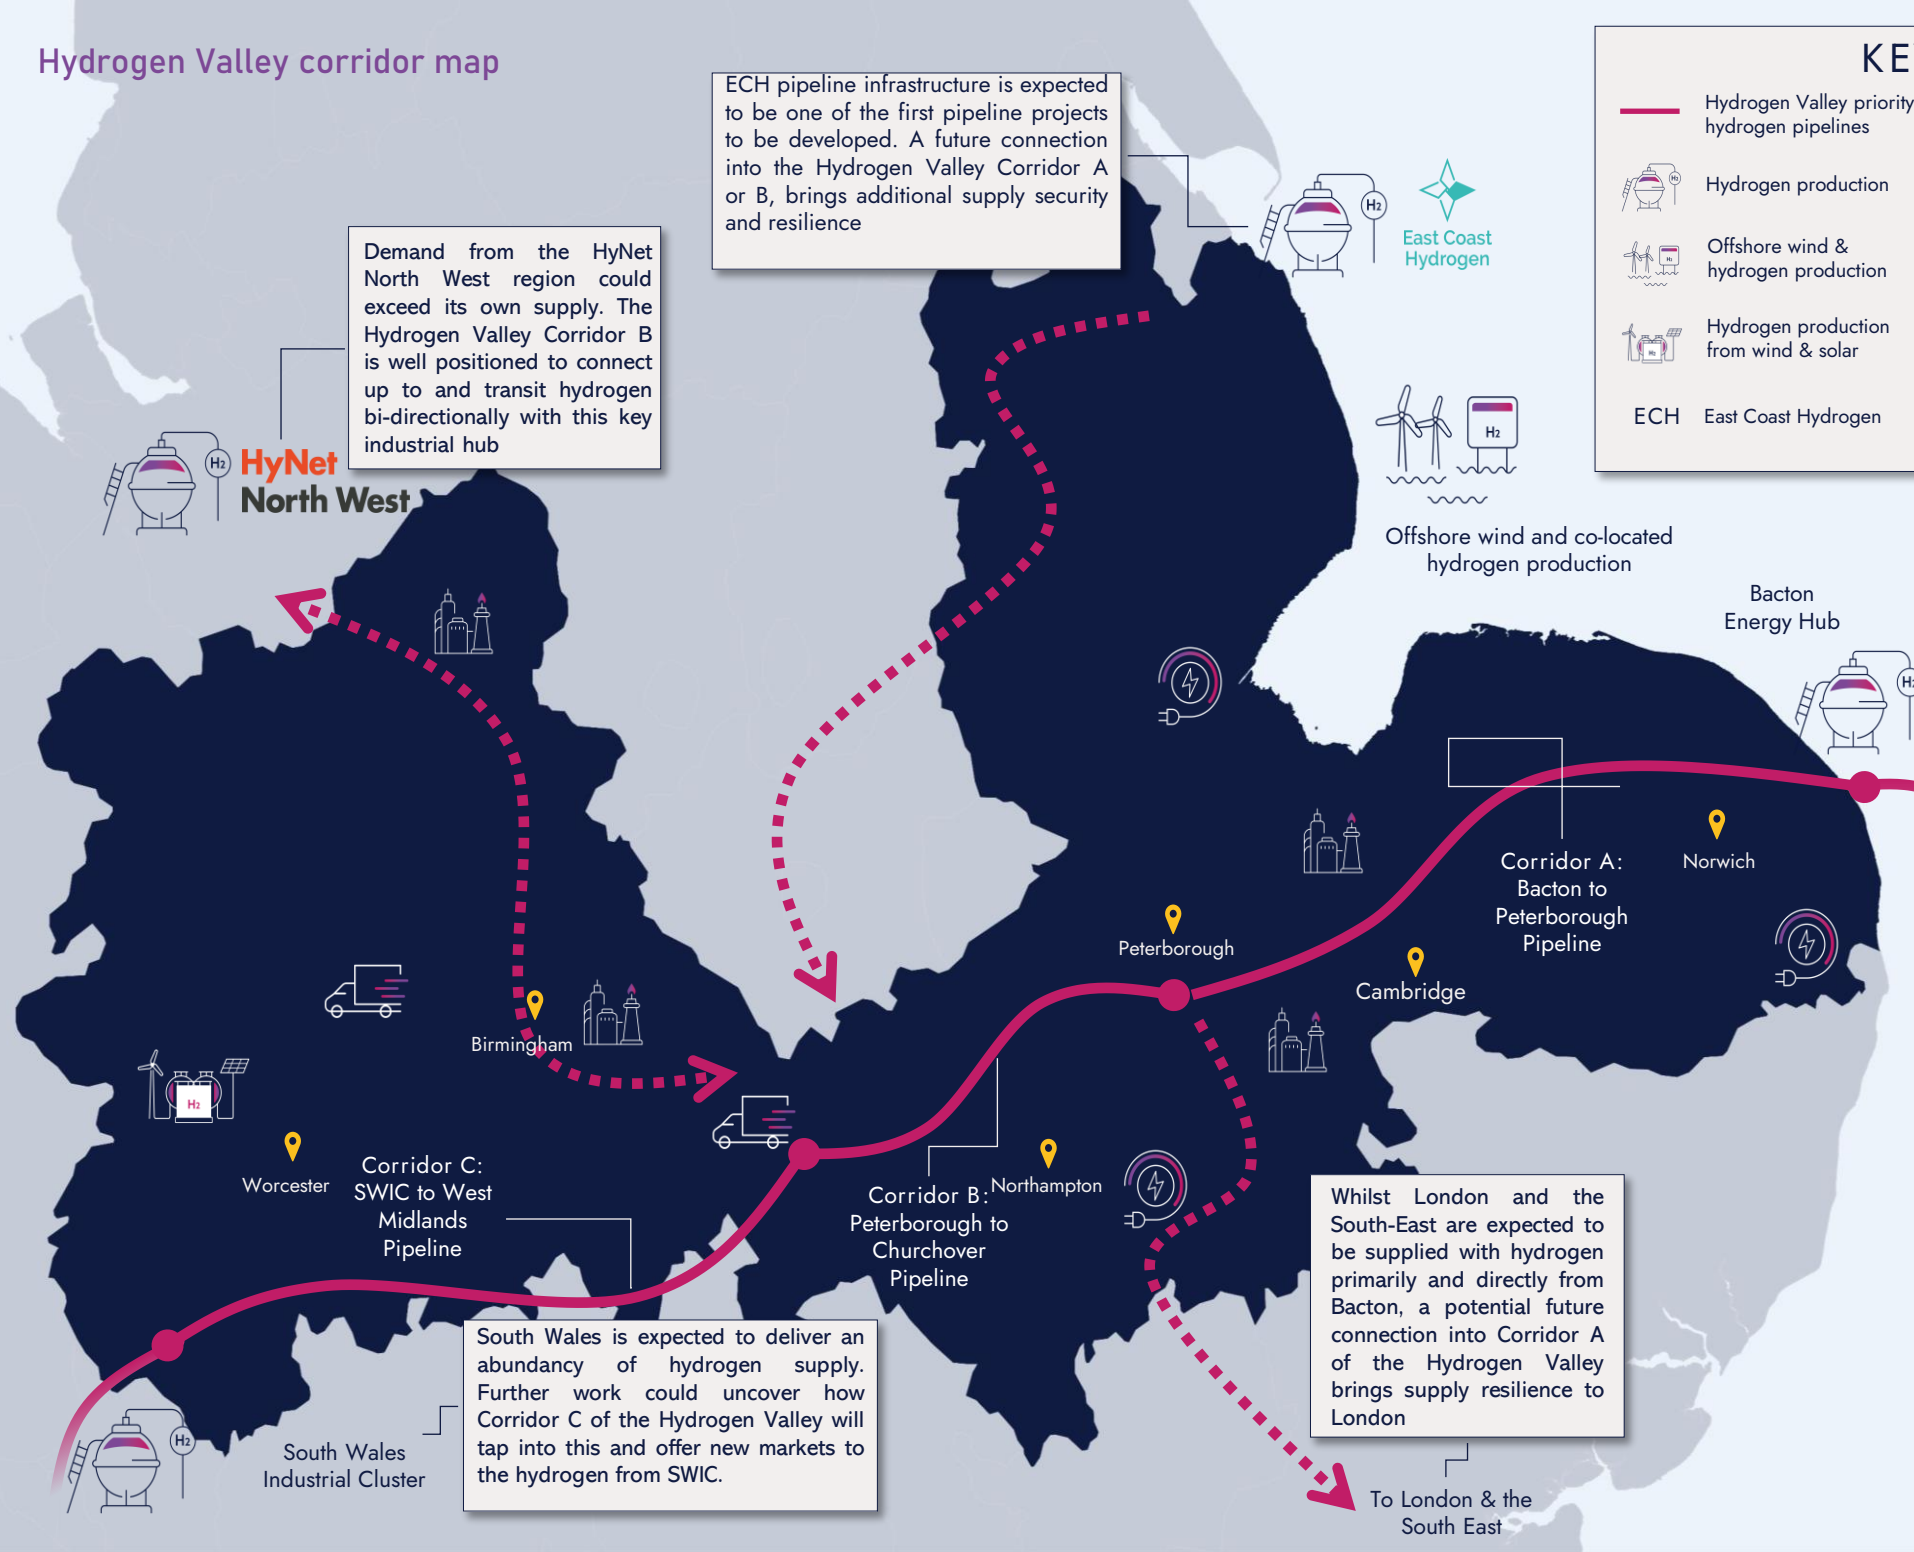 Hydrogen Valley corridor map
ECH pipeline infrastructure is expected
to be one of the first pipeline projects
to be developed. A future connection
into the Hydrogen Valley Corridor A
or B, brings additional supply security
and resilience
KE
Hydrogen Valley priority
hydrogen pipelines
Hydrogen production
Offshore wind &
hydrogen production
Hydrogen production
from wind & solar
ECH East Coast Hydrogen
H2
East Coast
Hydrogen
Demand from the HyNet
North West region could
exceed its own supply. The
Hydrogen Valley Corridor B
is well positioned to connect
up to and transit hydrogen
bi-directionally with this key
industrial hub
H2
HyNet
North West
H2
Offshore wind and co-located
hydrogen production
Bacton
Energy Hub
H2
Corridor A:
Bacton to
Peterborough
Pipeline
Norwich
Peterborough
Cambridge
Birmingham
H2
Worcester
Corridor C:
SWIC to West
Midlands
Pipeline
Corridor B:
Peterborough to
Churchover
Pipeline
Northampton
Whilst London and the
South-East are expected to
be supplied with hydrogen
primarily and directly from
Bacton, a potential future
connection into Corridor A
of the Hydrogen Valley
brings supply resilience to
London
South Wales is expected to deliver an
abundancy of hydrogen supply.
Further work could uncover how
Corridor C of the Hydrogen Valley will
tap into this and offer new markets to
the hydrogen from SWIC.
H2
South Wales
Industrial Cluster
To London & the
South East